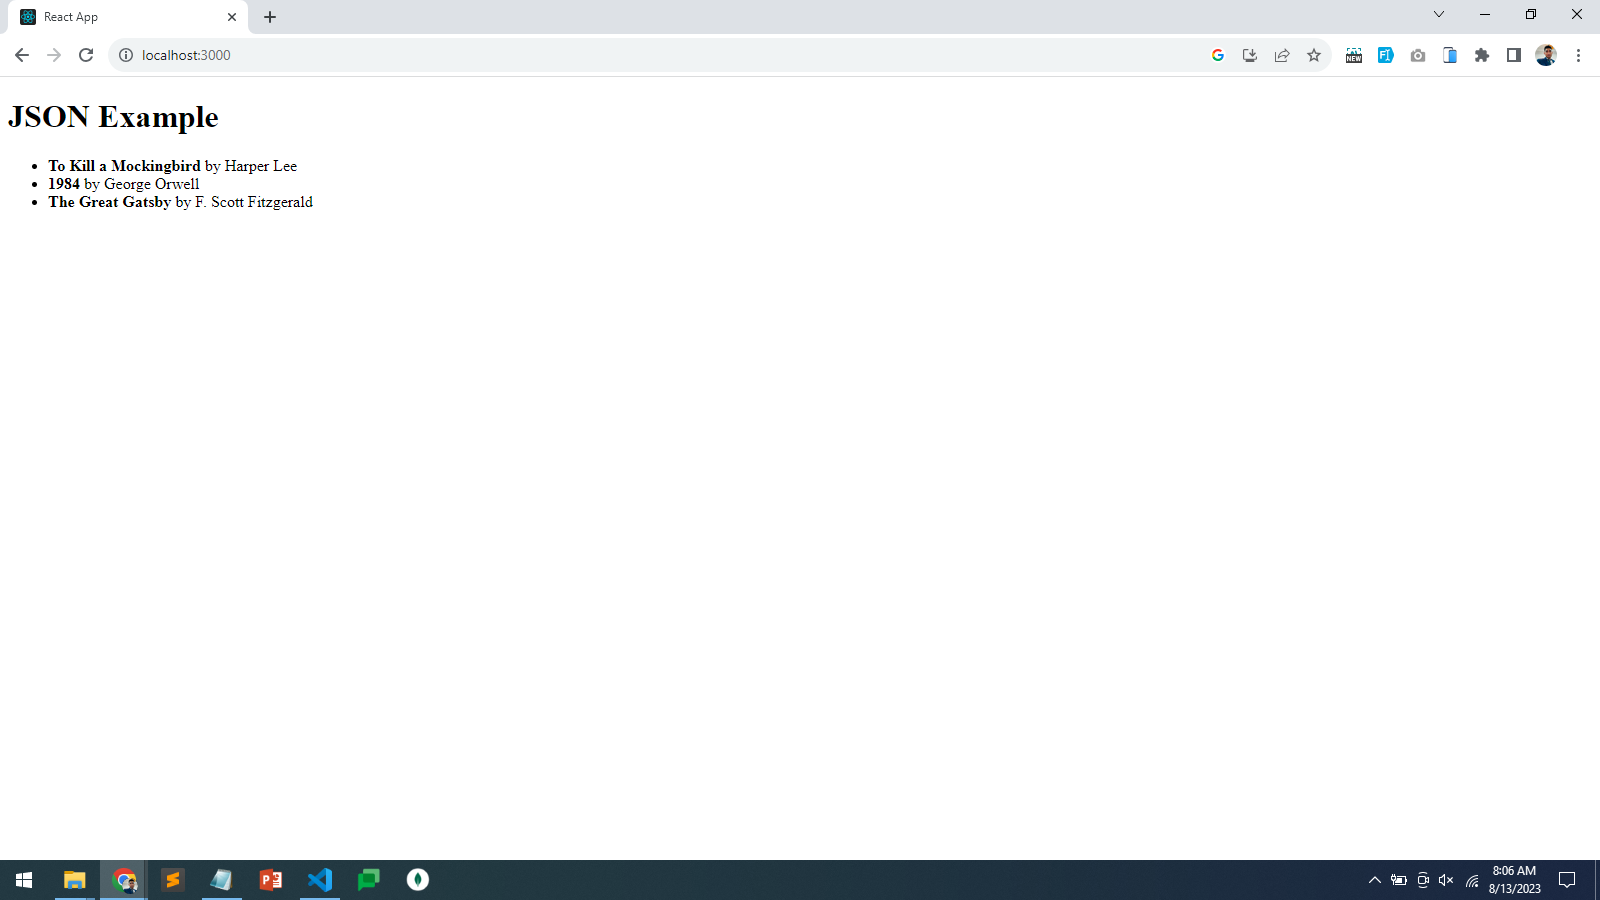 React App
localhost:3000
NEW
JSON Example
• To Kill a Mockingbird by Harper Lee
• 1984 by George Orwell
• The Great Gatsby by F. Scott Fitzgerald
8:06 AM
8/13/2023